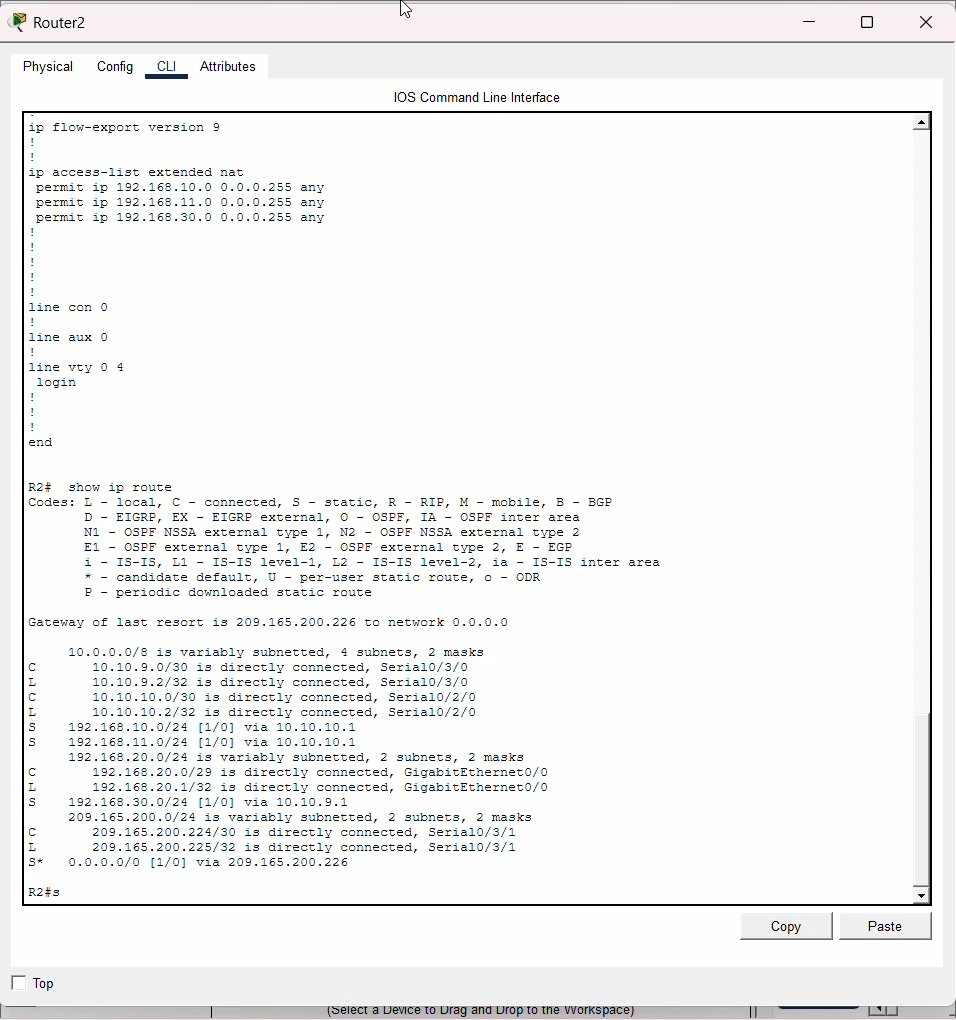 Router2
Physical Config CLI Attributes
IOS Command Line Interface
ip flow-export version 9
!
!
ip access-list extended nat
permit ip 192.168.10.0 0.0.0.255 any
permit ip 192.168.11.0 0.0.0.255 any
permit ip 192.168.30.0 0.0.0.255 any
!
!
!
!
!
line con 0
!
line aux 0
!
line vty 0 4
login
!
!
!
end
R2# show ip route
Codes: L - local, C - connected, S - static, R - RIP, M - mobile, B - BGP
D - EIGRP, EX - EIGRP external, O - OSPF, IA - OSPF inter area
N1 - OSPF NSSA external type 1, N2 - OSPF NSSA external type 2
E1 - OSPF external type 1, E2 - OSPF external type 2, E - EGP
i - IS-IS, L1 - IS-IS level-1, L2 - IS-IS level-2, ia - IS-IS inter area
* - candidate default, U - per-user static route, o - ODR
P - periodic downloaded static route
Gateway of last resort is 209.165.200.226 to network 0.0.0.0
10.0.0.0/8 is variably subnetted, 4 subnets, 2 masks
C 10.10.9.0/30 is directly connected, Serial0/3/0
L 10.10.9.2/32 is directly connected, Serial0/3/0
C 10.10.10.0/30 is directly connected, Serial0/2/0
L 10.10.10.2/32 is directly connected, Serial0/2/0
S 192.168.10.0/24 [1/0] via 10.10.10.1
S 192.168.11.0/24 [1/0] via 10.10.10.1
192.168.20.0/24 is variably subnetted, 2 subnets, 2 masks
C 192.168.20.0/29 is directly connected, GigabitEthernet0/0
L 192.168.20.1/32 is directly connected, GigabitEthernet0/0
S 192.168.30.0/24 [1/0] via 10.10.9.1
209.165.200.0/24 is variably subnetted, 2 subnets, 2 masks
C 209.165.200.224/30 is directly connected, Serial0/3/1
L 209.165.200.225/32 is directly connected, Serial0/3/1
S* 0.0.0.0/0 [1/0] via 209.165.200.226
R2#s
Copy Paste
Top
(Select a Device to Drag and Drop to the Workspace)